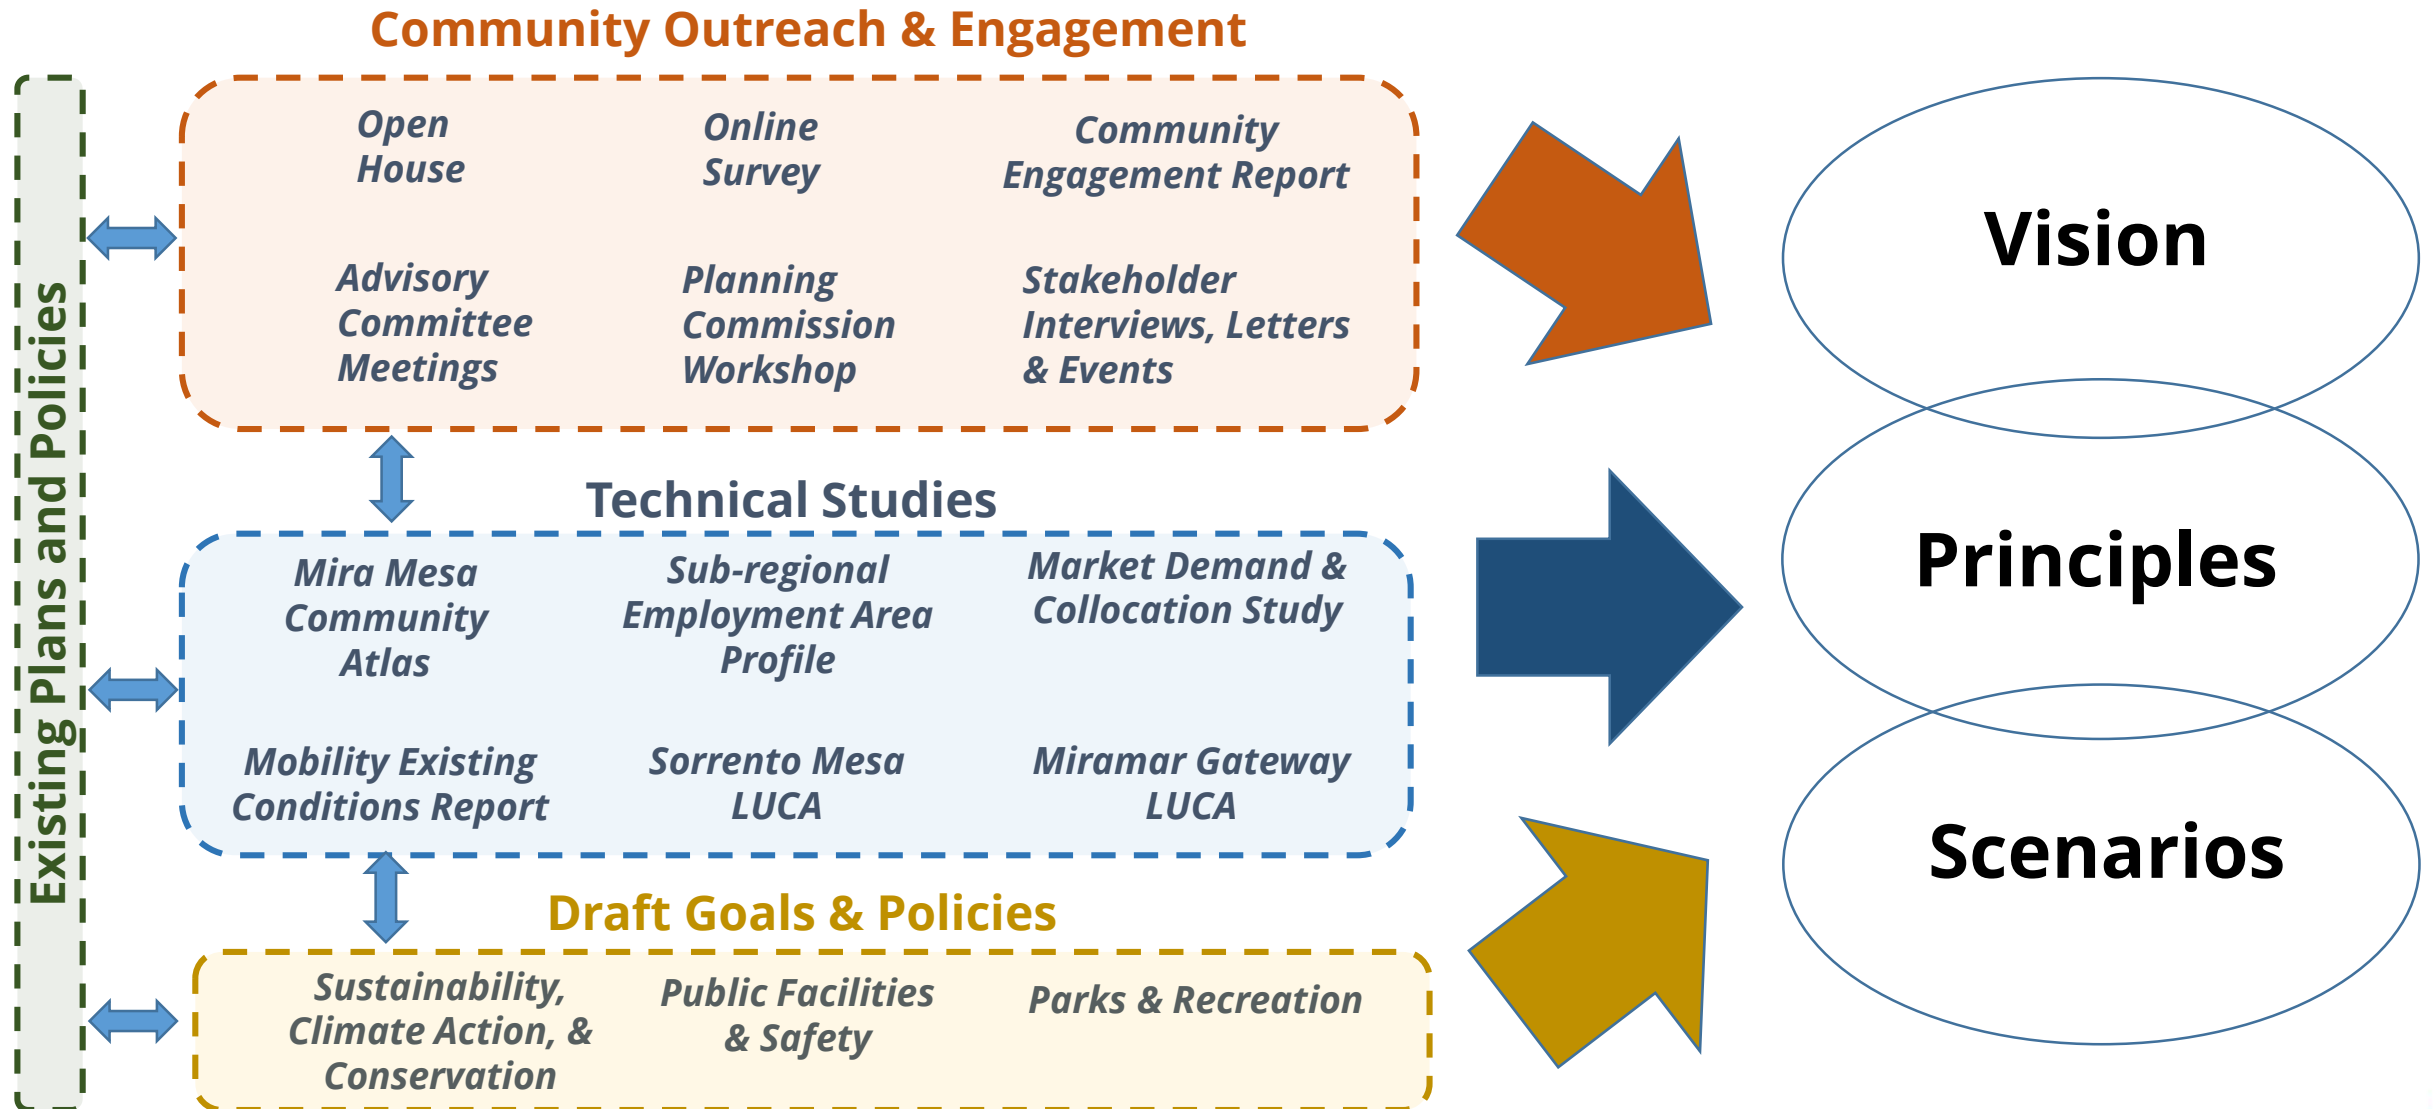 Community Outreach & Engagement
Existing Plans and Policies
Open
House
Online
Survey
Community
Engagement Report
Advisory
Committee
Meetings
Planning
Commission
Workshop
Stakeholder
Interviews, Letters
& Events
Technical Studies
Mira Mesa
Community
Atlas
Sub-regional
Employment Area
Profile
Market Demand &
Collocation Study
Mobility Existing
Conditions Report
Sorrento Mesa
LUCA
Miramar Gateway
LUCA
Draft Goals & Policies
Sustainability,
Climate Action, &
Conservation
Public Facilities
& Safety
Parks & Recreation
Vision
Principles
Scenarios